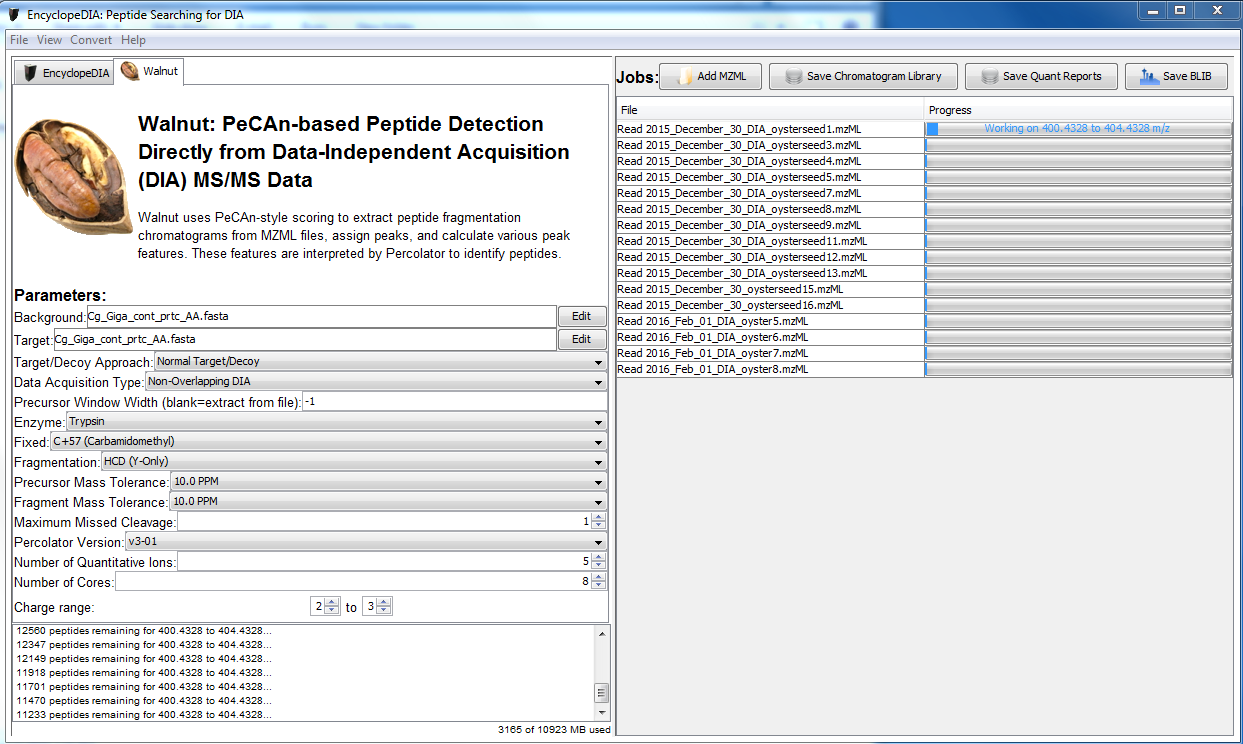 EncyclopeDIA: Peptide Searching for DIA
File View Convert Help
EncyclopeDIA Walnut
Walnut: PeCAn-based Peptide Detection
Directly from Data-Independent Acquisition
(DIA) MS/MS Data
Walnut uses PeCAn-style scoring to extract peptide fragmentation
chromatograms from MZML files, assign peaks, and calculate various peak
features. These features are interpreted by Percolator to identify peptides.
Parameters:
Background: Cg_Giga_cont_prtc_AA.fasta Edit
Target: Cg_Giga_cont_prtc_AA.fasta Edit
Target/Decoy Approach: Normal Target/Decoy
Data Acquisition Type: Non-Overlapping DIA
Precursor Window Width (blank=extract from file): -1
Enzyme: Trypsin
Fixed: C+57 (Carbamidomethyl)
Fragmentation: HCD (Y-Only)
Precursor Mass Tolerance: 10.0 PPM
Fragment Mass Tolerance: 10.0 PPM
Maximum Missed Cleavage: 1
Percolator Version: v3-01
Number of Quantitative Ions: 5
Number of Cores: 8
Charge range: 2 to 3
12560 peptides remaining for 400.4328 to 404.4328...
12347 peptides remaining for 400.4328 to 404.4328...
12149 peptides remaining for 400.4328 to 404.4328...
11918 peptides remaining for 400.4328 to 404.4328...
11701 peptides remaining for 400.4328 to 404.4328...
11470 peptides remaining for 400.4328 to 404.4328...
11233 peptides remaining for 400.4328 to 404.4328...
3165 of 10923 MB used
Jobs: Add MZML Save Chromatogram Library Save Quant Reports Save BLIB
File Progress
Read 2015_December_30_DIA_oysterseed1.mzML Working on 400.4328 to 404.4328 m/z
Read 2015_December_30_DIA_oysterseed3.mzML
Read 2015_December_30_DIA_oysterseed4.mzML
Read 2015_December_30_DIA_oysterseed5.mzML
Read 2015_December_30_DIA_oysterseed7.mzML
Read 2015_December_30_DIA_oysterseed8.mzML
Read 2015_December_30_DIA_oysterseed9.mzML
Read 2015_December_30_DIA_oysterseed11.mzML
Read 2015_December_30_DIA_oysterseed12.mzML
Read 2015_December_30_DIA_oysterseed13.mzML
Read 2015_December_30_oysterseed15.mzML
Read 2015_December_30_oysterseed16.mzML
Read 2016_Feb_01_DIA_oyster5.mzML
Read 2016_Feb_01_DIA_oyster6.mzML
Read 2016_Feb_01_DIA_oyster7.mzML
Read 2016_Feb_01_DIA_oyster8.mzML